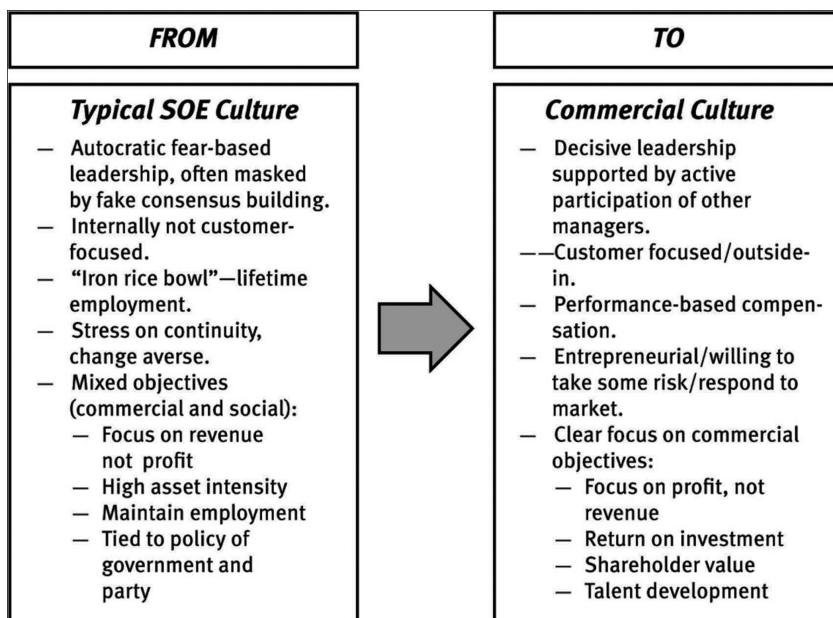 FROM
Typical SOE Culture
— Autocratic fear-based
leadership, often masked
by fake consensus building.
— Internally not customer-
focused.
— “Iron rice bowl”—lifetime
employment.
— Stress on continuity,
change averse.
— Mixed objectives
(commercial and social):
— Focus on revenue
not profit
— High asset intensity
— Maintain employment
— Tied to policy of
government and
party
TO
Commercial Culture
— Decisive leadership
supported by active
participation of other
managers.
——Customer focused/outside-
in.
— Performance-based compen-
sation.
— Entrepreneurial/willing to
take some risk/respond to
market.
— Clear focus on commercial
objectives:
— Focus on profit, not
revenue
— Return on investment
— Shareholder value
— Talent development